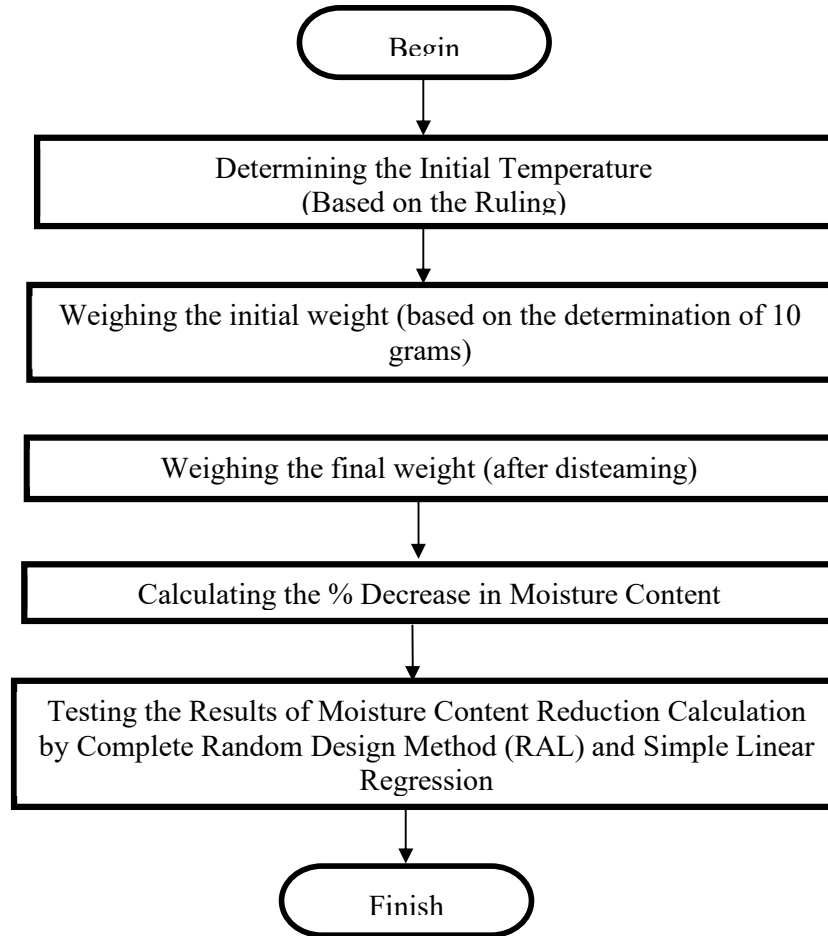 Begin
Determining the Initial Temperature
(Based on the Ruling)
Weighing the initial weight (based on the determination of 10
grams)
Weighing the final weight (after disteaming)
Calculating the % Decrease in Moisture Content
Testing the Results of Moisture Content Reduction Calculation
by Complete Random Design Method (RAL) and Simple Linear
Regression
Finish